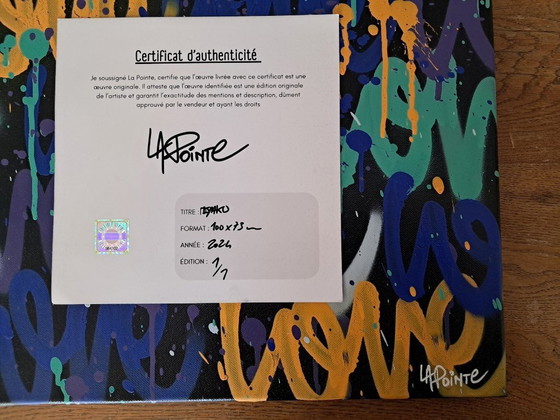 Certificat d'authenticité
Je soussigné La Pointe, certifie que l'œuvre livrée avec ce certificat est une
œuvre originale. Il atteste que l'œuvre identifiée est une édition originale
de l'artiste et garantit l'exactitude des mentions et description, dûment
approuvé par le vendeur et ayant les droits
LAPOINTE
TITRE :
FORMAT : 100 x 73
ANNÉE : 2024
ÉDITION : 1/1
love
LAPOINTE